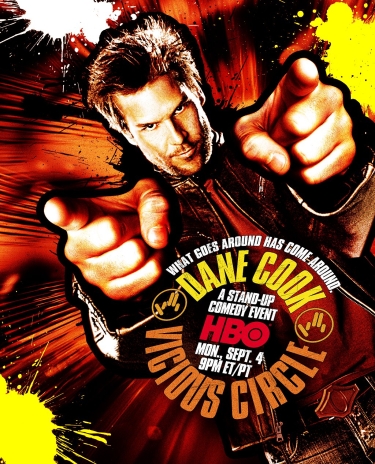 WHAT GOES AROUND HAS COME AROUND.
DANE COOK
A STAND-UP
COMEDY EVENT
HBO
MON., SEPT. 4
9PM ET/PT
VICIOUS CIRCLE